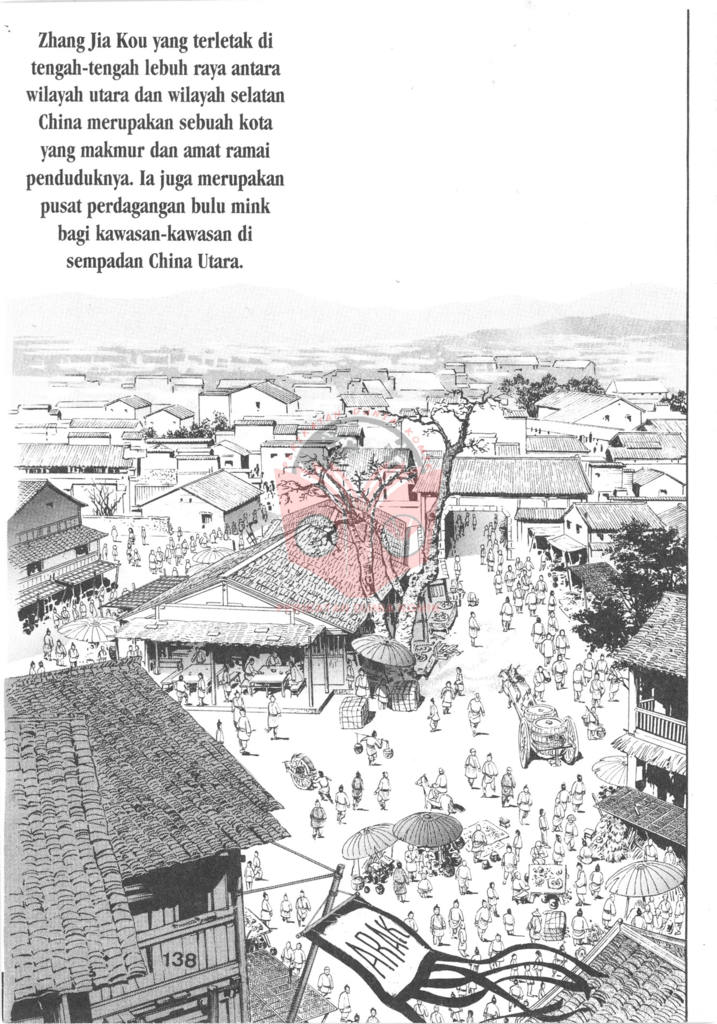 Zhang Jia Kou yang terletak di
tengah-tengah lebuh raya antara
wilayah utara dan wilayah selatan
China merupakan sebuah kota
yang makmur dan amat ramai
penduduknya. Ia juga merupakan
pusat perdagangan bulu mink
bagi kawasan-kawasan di
sempadan China Utara.
138
ARAK